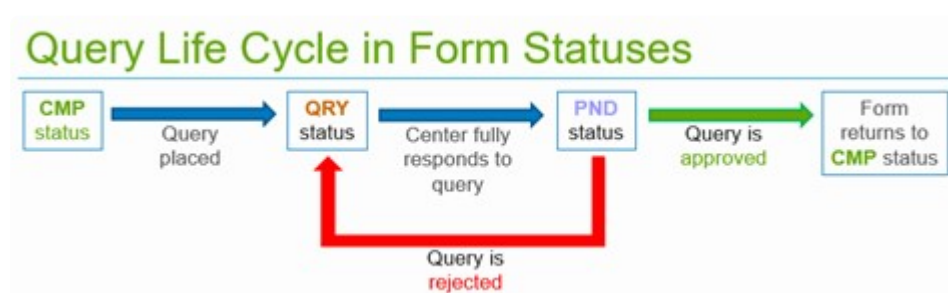 Query Life Cycle in Form Statuses
CMP
status
Query
placed
QRY
status
Center fully
responds to
query
PND
status
Query is
approved
Form
returns to
CMP status
Query is
rejected